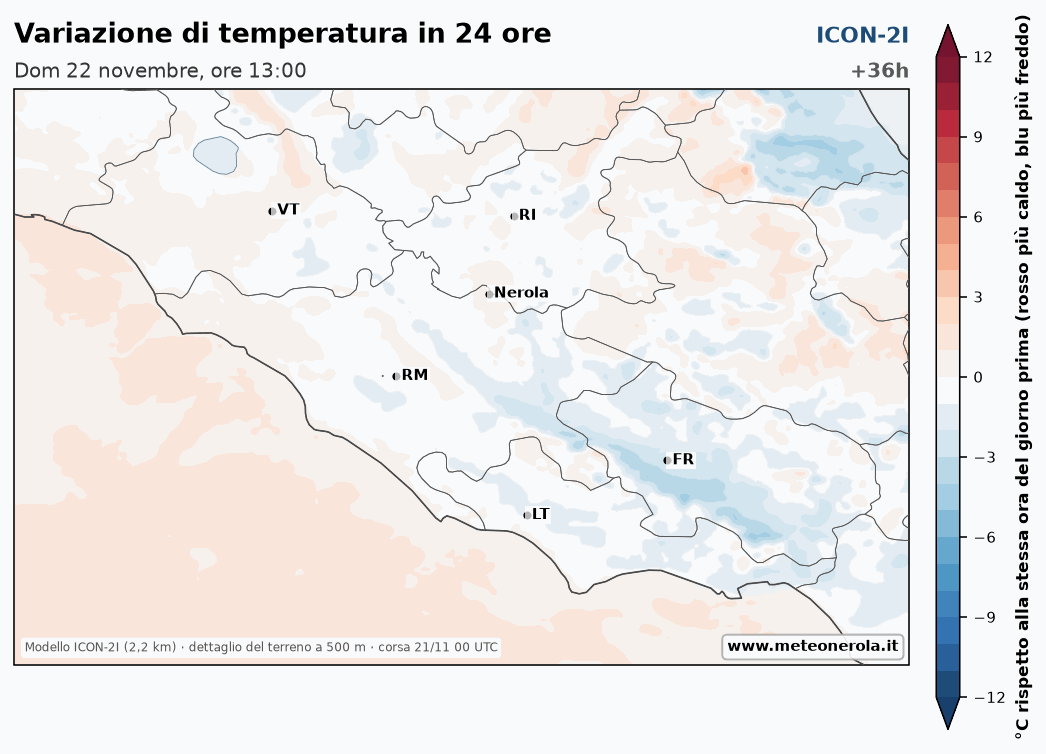 Variazione di temperatura in 24 ore
ICON-2I
Dom 22 novembre, ore 13:00
+36h
VT
RI
Nerola
RM
FR
LT
Modello ICON-2I (2,2 km) · dettaglio del terreno a 500 m · corsa 21/11 00 UTC
www.meteonerola.it
12
9
6
3
0
−3
−6
−9
−12
°C rispetto alla stessa ora del giorno prima (rosso più caldo, blu più freddo)